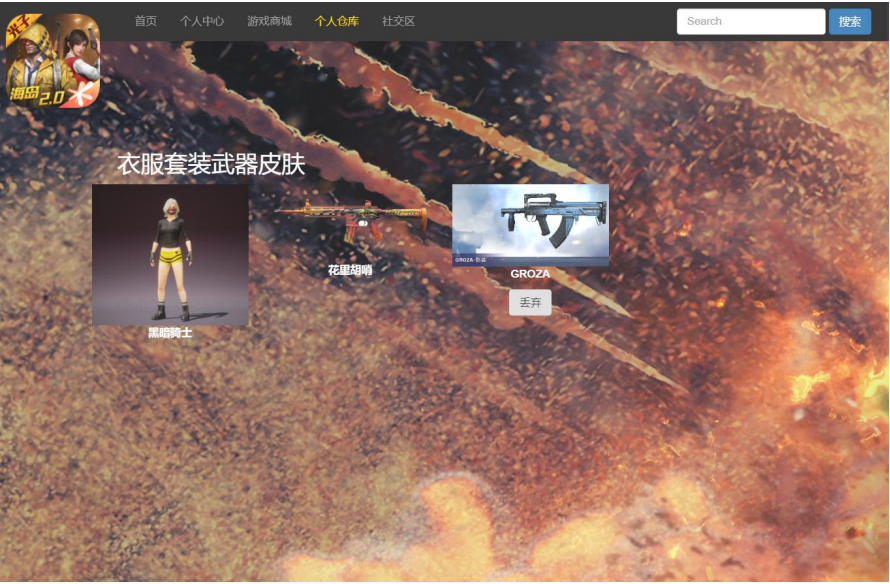 首页 个人中心 游戏商城 个人仓库 社交区 Search 搜索
光子
海岛2.0
衣服套装武器皮肤
花里胡哨
GROZA
丢弃
黑暗骑士